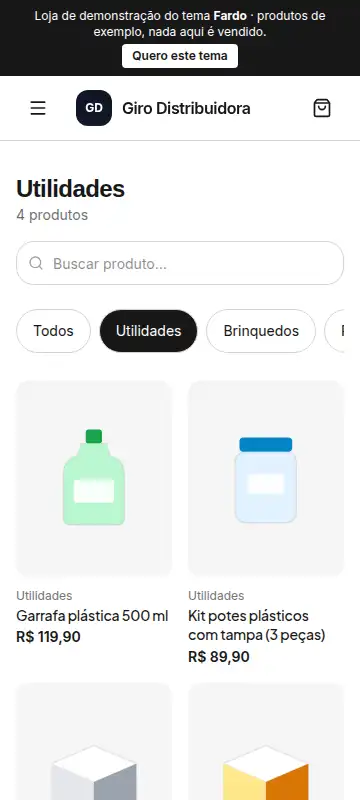 Loja de demonstração do tema Fardo · produtos de
exemplo, nada aqui é vendido.
Quero este tema
GD Giro Distribuidora
Utilidades
4 produtos
Buscar produto...
Todos Utilidades Brinquedos
Utilidades
Garrafa plástica 500 ml
R$ 119,90
Utilidades
Kit potes plásticos
com tampa (3 peças)
R$ 89,90